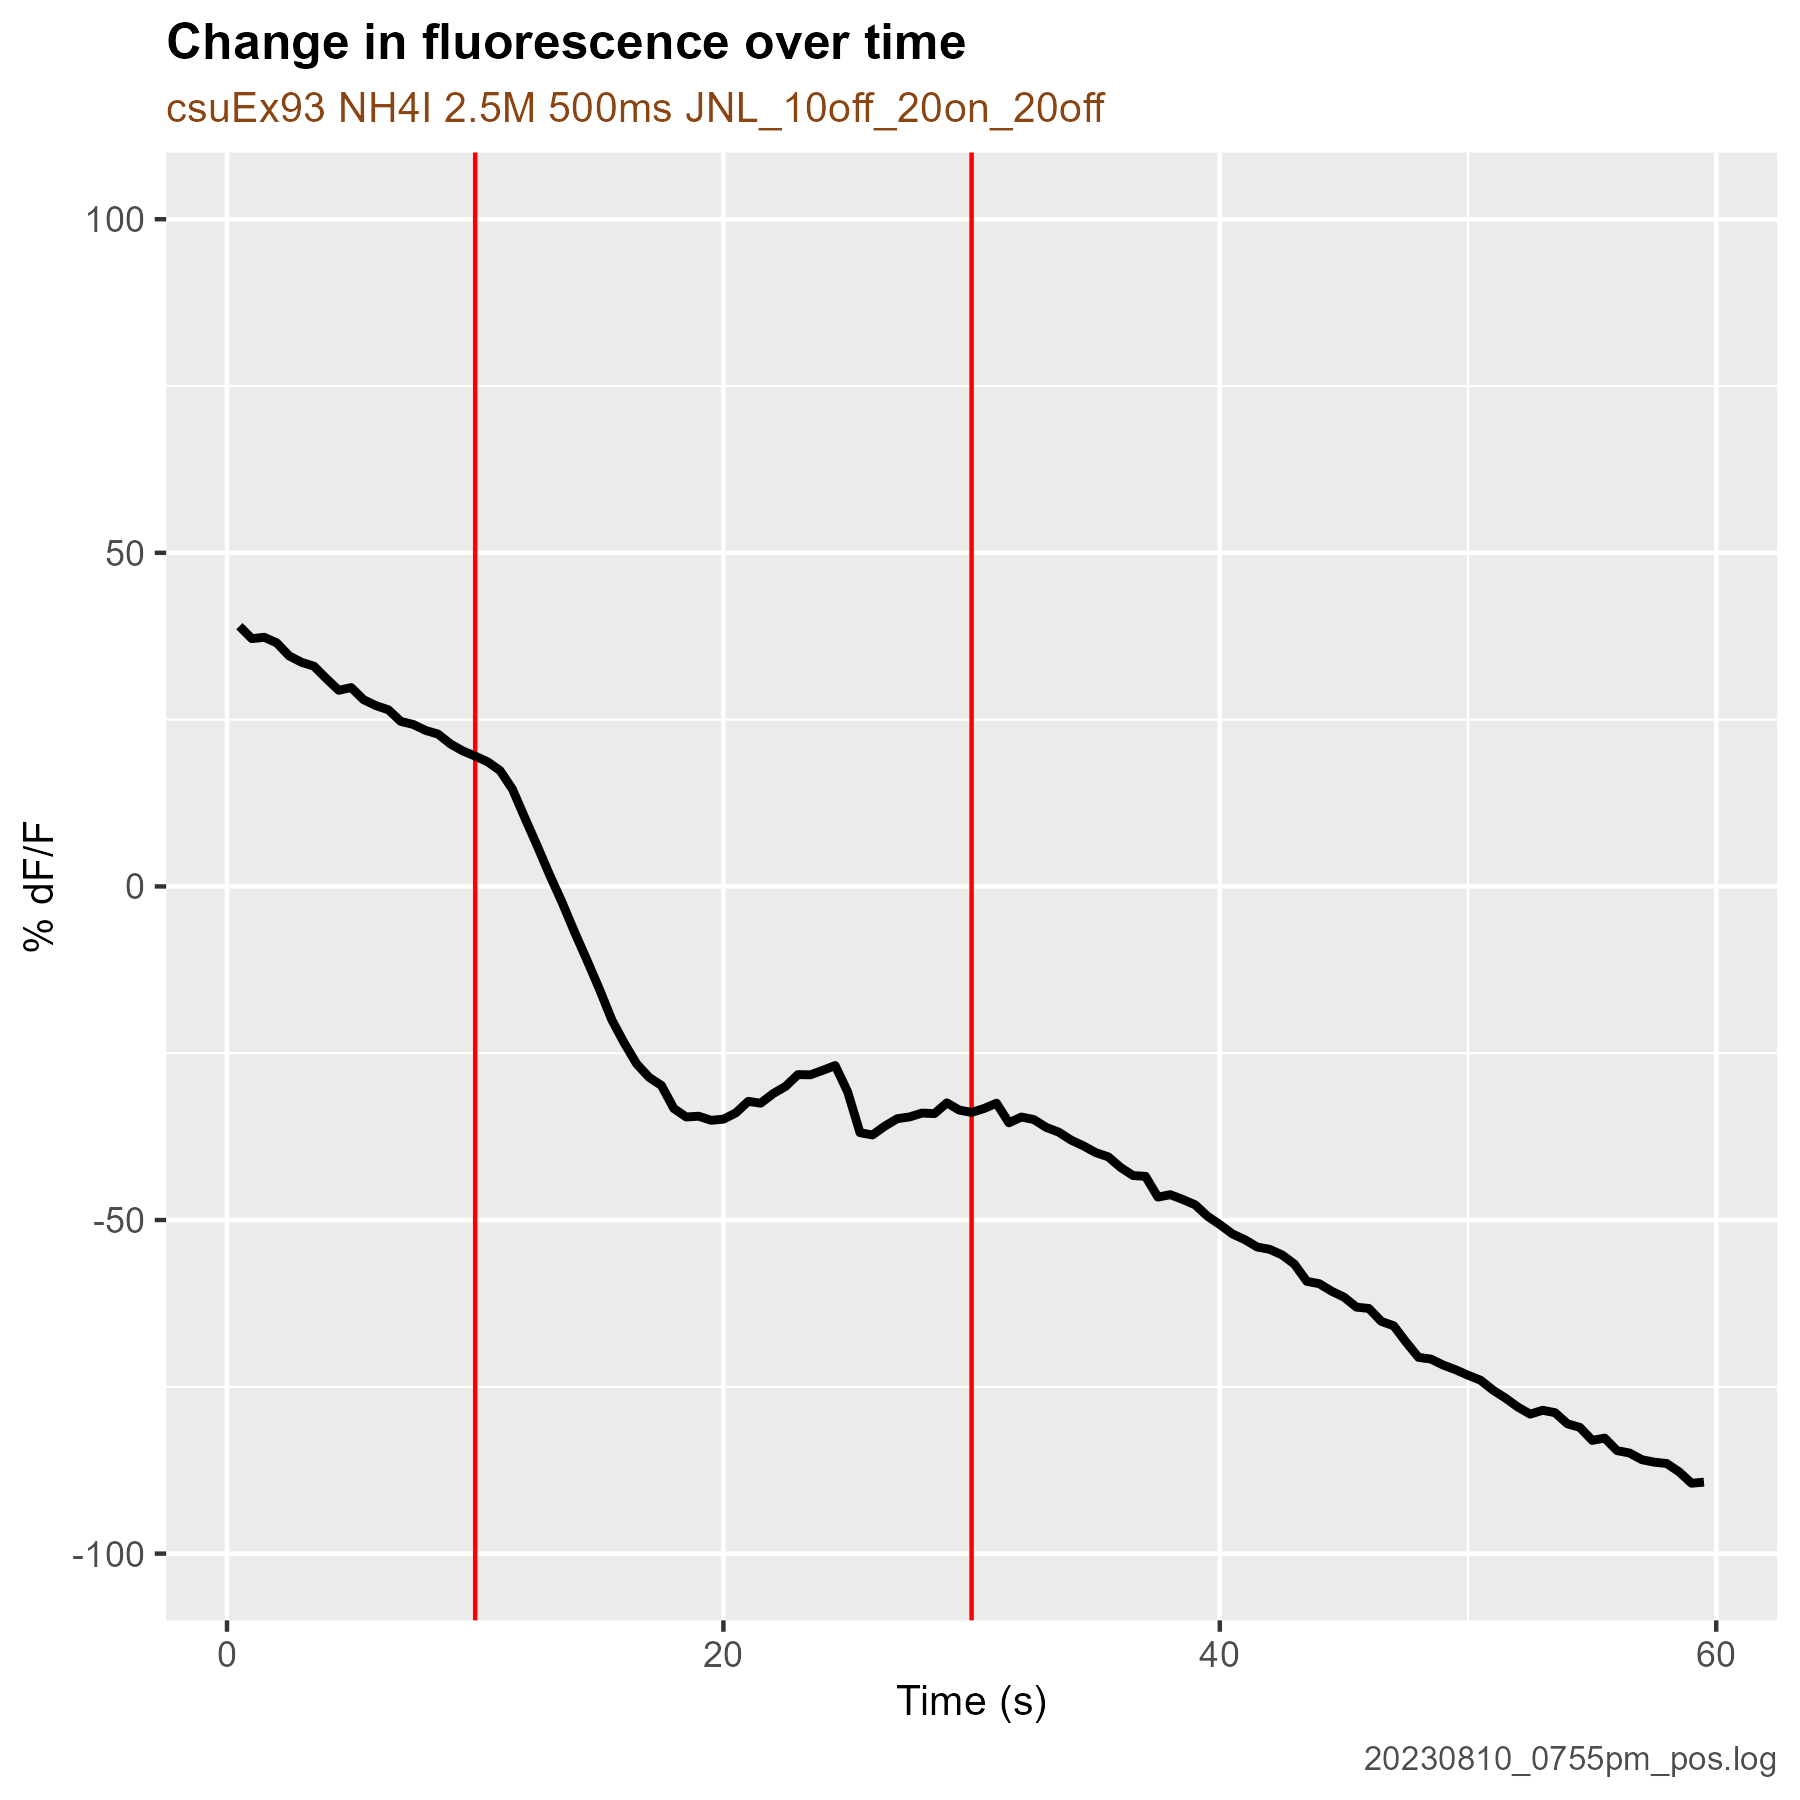 Change in fluorescence over time
csuEx93 NH4I 2.5M 500ms JNL_10off_20on_20off
100
50
0
-50
-100
% dF/F
0 20 40 60
Time (s)
20230810_0755pm_pos.log